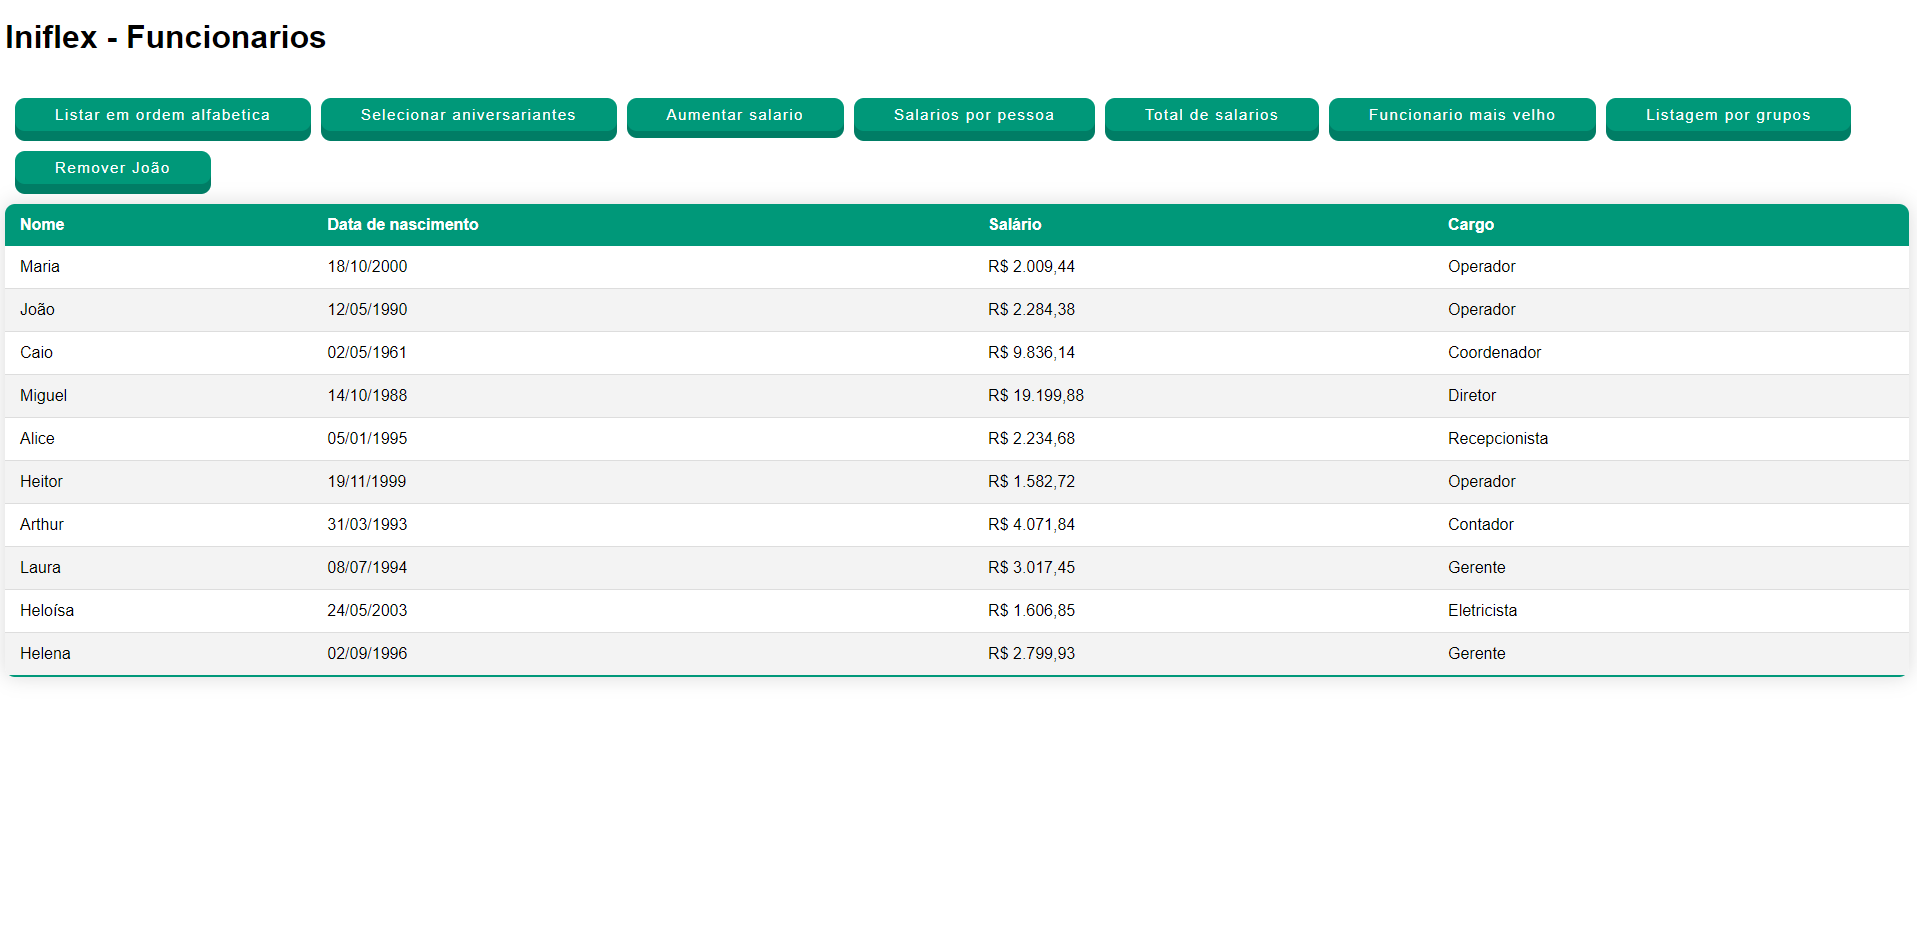 Iniflex - Funcionarios
Listar em ordem alfabetica Selecionar aniversariantes Aumentar salario Salarios por pessoa Total de salarios Funcionario mais velho Listagem por grupos
Remover João
Nome Data de nascimento Salário Cargo
Maria 18/10/2000 R$ 2.009,44 Operador
João 12/05/1990 R$ 2.284,38 Operador
Caio 02/05/1961 R$ 9.836,14 Coordenador
Miguel 14/10/1988 R$ 19.199,88 Diretor
Alice 05/01/1995 R$ 2.234,68 Recepcionista
Heitor 19/11/1999 R$ 1.582,72 Operador
Arthur 31/03/1993 R$ 4.071,84 Contador
Laura 08/07/1994 R$ 3.017,45 Gerente
Heloísa 24/05/2003 R$ 1.606,85 Eletricista
Helena 02/09/1996 R$ 2.799,93 Gerente